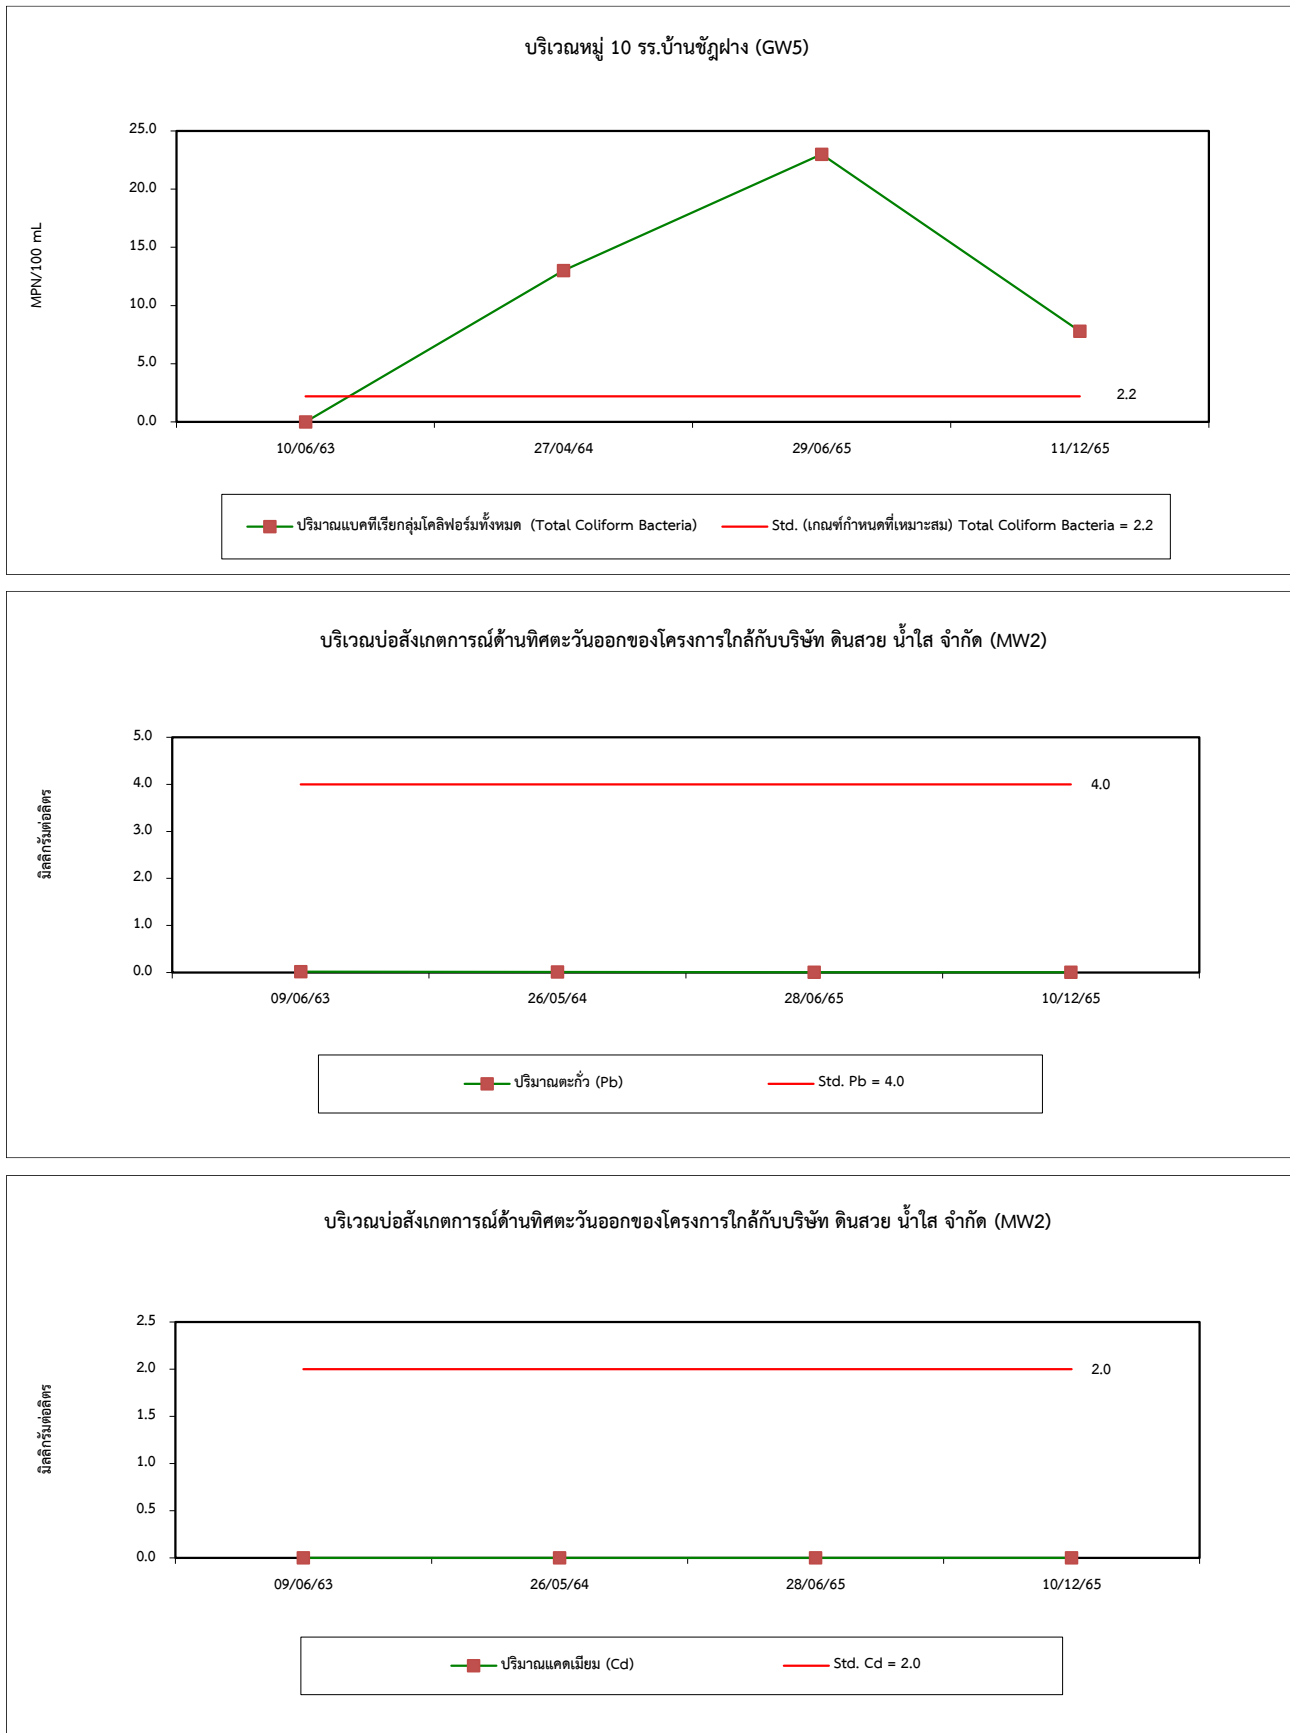 บริเวณหมู่ 10 รร.บ้านชัฎฝาง (GW5)
MPN/100 mL
25.0
20.0
15.0
10.0
5.0
0.0
2.2
10/06/63 27/04/64 29/06/65 11/12/65
ปริมาณแบคทีเรียกลุ่มโคลิฟอร์มทั้งหมด (Total Coliform Bacteria) Std. (เกณฑ์กำหนดที่เหมาะสม) Total Coliform Bacteria = 2.2
บริเวณบ่อสังเกตการณ์ด้านทิศตะวันออกของโครงการใกล้กับบริษัท ดินสวย น้ำใส จำกัด (MW2)
มิลลิกรัมต่อลิตร
5.0
4.0
3.0
2.0
1.0
0.0
4.0
09/06/63 26/05/64 28/06/65 10/12/65
ปริมาณตะกั่ว (Pb) Std. Pb = 4.0
บริเวณบ่อสังเกตการณ์ด้านทิศตะวันออกของโครงการใกล้กับบริษัท ดินสวย น้ำใส จำกัด (MW2)
มิลลิกรัมต่อลิตร
2.5
2.0
1.5
1.0
0.5
0.0
2.0
09/06/63 26/05/64 28/06/65 10/12/65
ปริมาณแคดเมียม (Cd) Std. Cd = 2.0